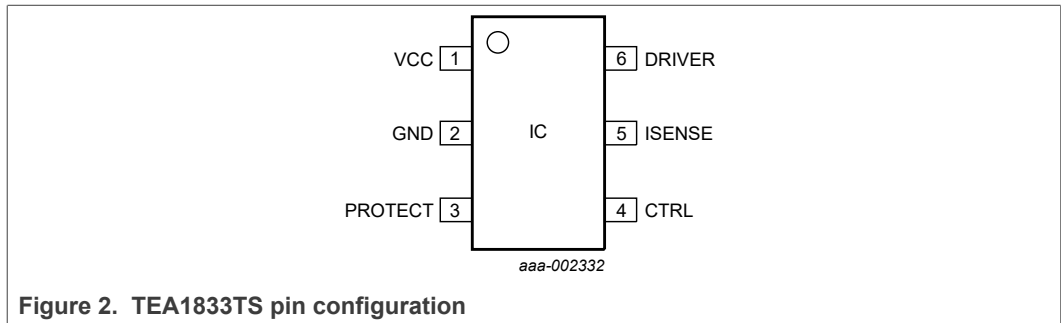 VCC 1 6 DRIVER
GND 2 IC 5 ISENSE
PROTECT 3 4 CTRL
aaa-002332
Figure 2. TEA1833TS pin configuration